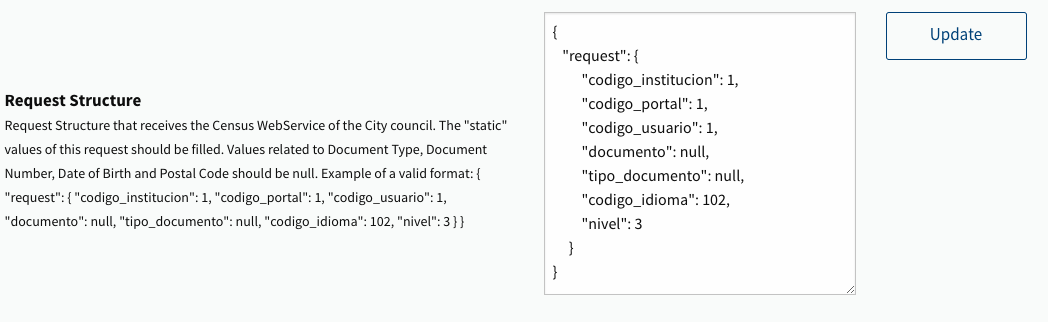 Request Structure
Request Structure that receives the Census WebService of the City council. The "static"
values of this request should be filled. Values related to Document Type, Document
Number, Date of Birth and Postal Code should be null. Example of a valid format: {
"request": { "codigo_institucion": 1, "codigo_portal": 1, "codigo_usuario": 1,
"documento": null, "tipo_documento": null, "codigo_idioma": 102, "nivel": 3 } }
{
"request": {
"codigo_institucion": 1,
"codigo_portal": 1,
"codigo_usuario": 1,
"documento": null,
"tipo_documento": null,
"codigo_idioma": 102,
"nivel": 3
}
}
Update